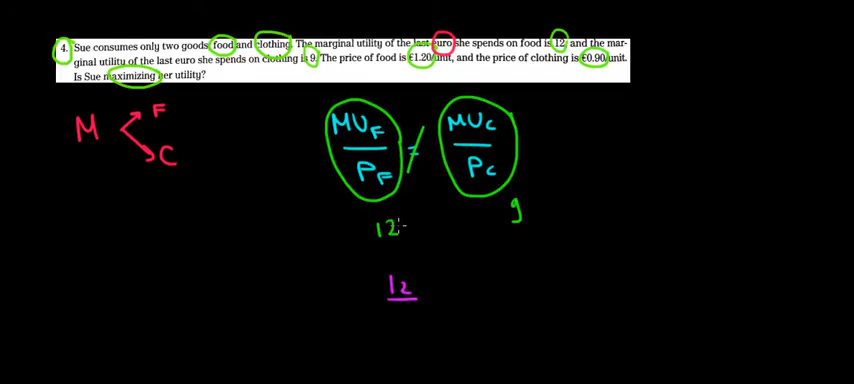 4. Sue consumes only two goods, food and clothing. The marginal utility of the last euro she spends on food is 12, and the mar-
ginal utility of the last euro she spends on clothing is 9. The price of food is €1.20/unit, and the price of clothing is €0.90/unit.
Is Sue maximizing her utility?
M F C
MUF / PF ≠ MUC / PC
12 9
12